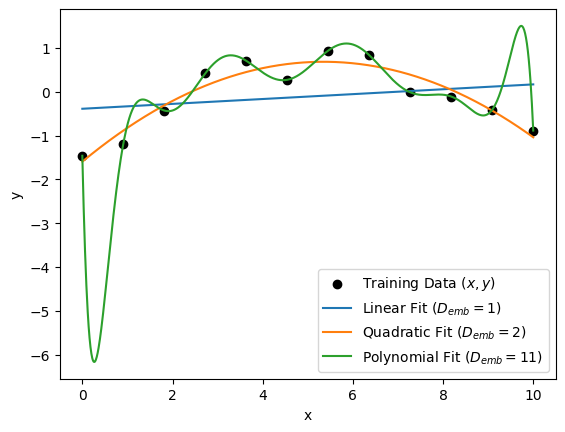 1
0
−1
−2
−3
−4
−5
−6
y
0
2
4
6
8
10
x
Training Data (x, y)
Linear Fit (D_emb = 1)
Quadratic Fit (D_emb = 2)
Polynomial Fit (D_emb = 11)